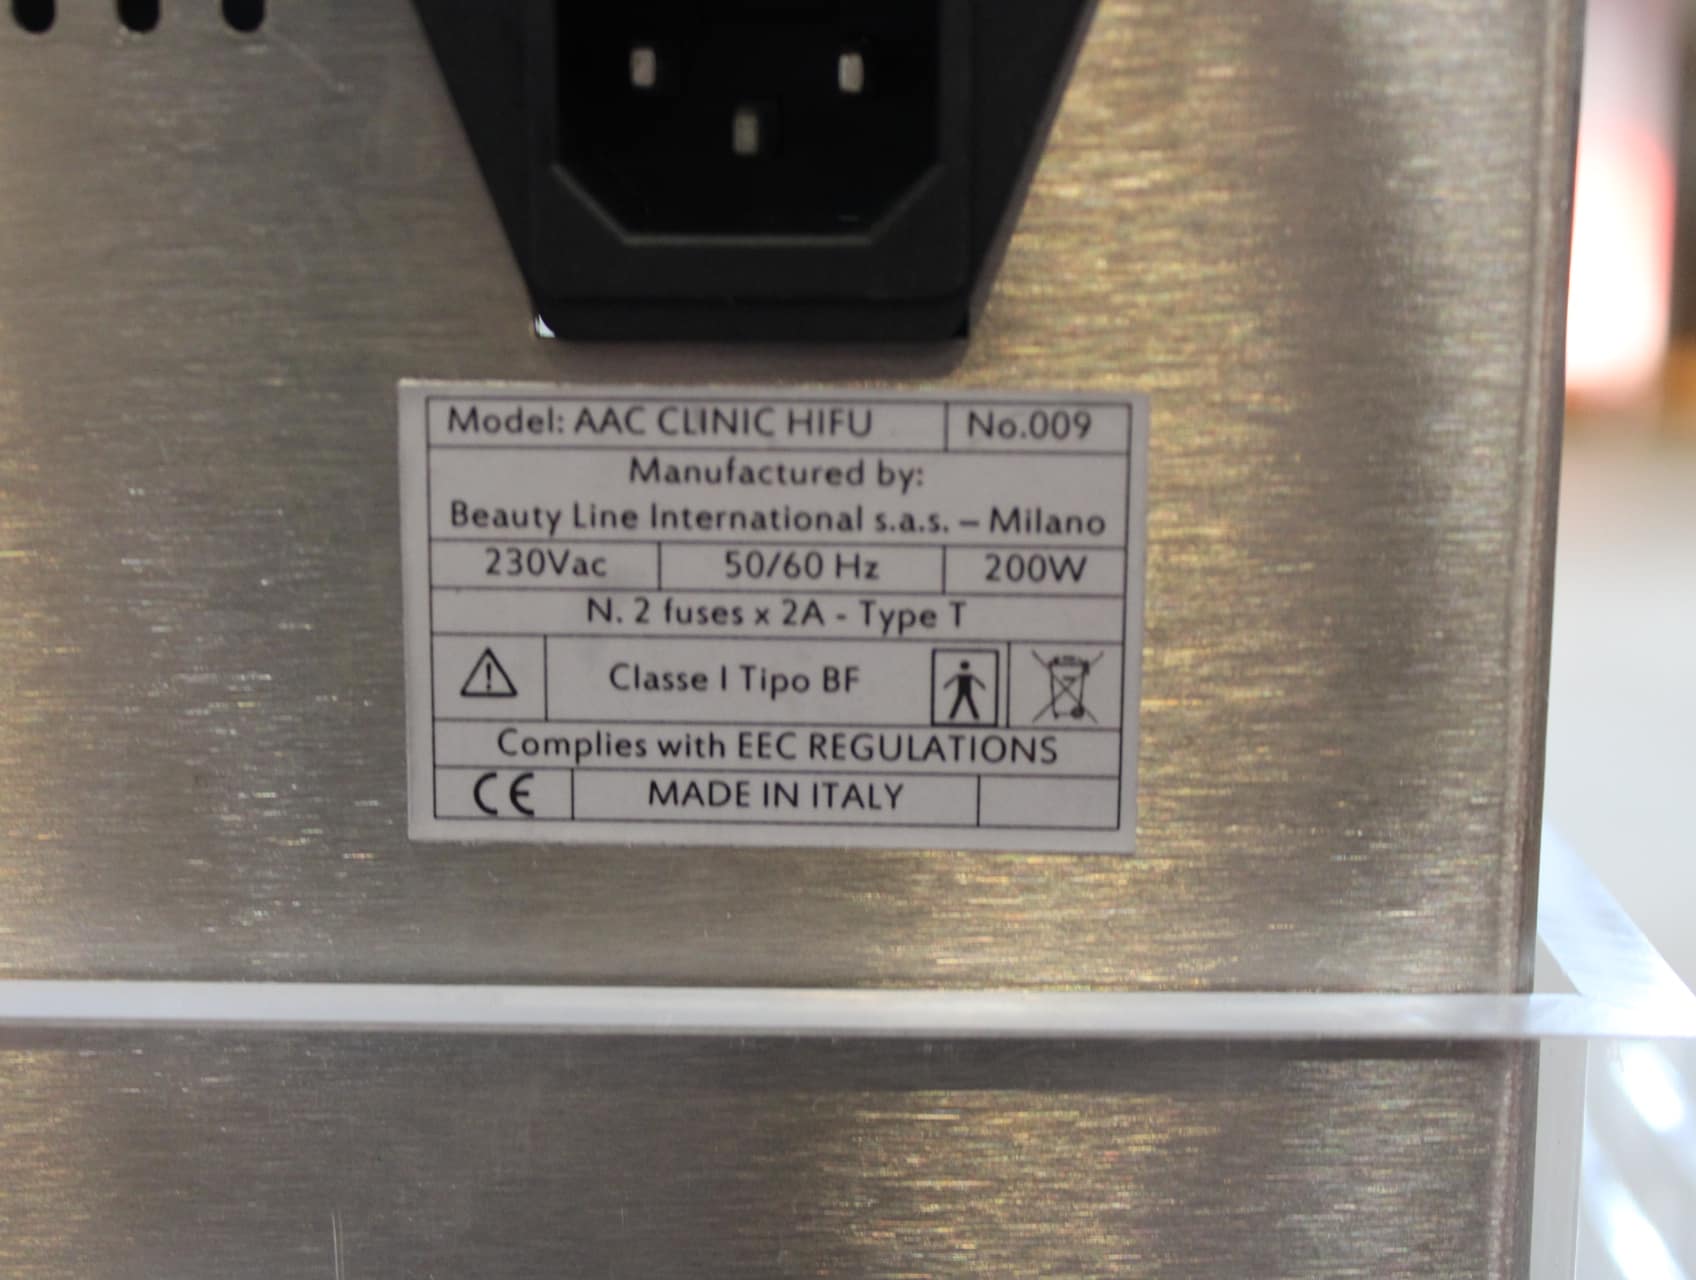 Model: AAC CLINIC HIFU No.009
Manufactured by:
Beauty Line International s.a.s. – Milano
230Vac 50/60 Hz 200W
N. 2 fuses x 2A - Type T
Classe I Tipo BF
Complies with EEC REGULATIONS
CE MADE IN ITALY